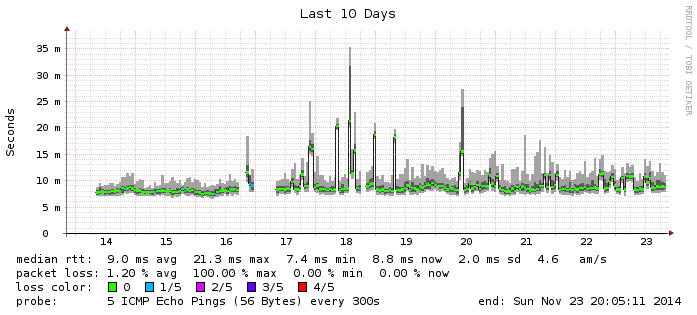 Last 10 Days
RRDTOOL / TOBI OETIKER
Seconds
35 m
30 m
25 m
20 m
15 m
10 m
5 m
0
14 15 16 17 18 19 20 21 22 23
median rtt: 9.0 ms avg 21.3 ms max 7.4 ms min 8.8 ms now 2.0 ms sd 4.6 am/s
packet loss: 1.20 % avg 100.00 % max 0.00 % min 0.00 % now
loss color: 0 1/5 2/5 3/5 4/5
probe: 5 ICMP Echo Pings (56 Bytes) every 300s end: Sun Nov 23 20:05:11 2014